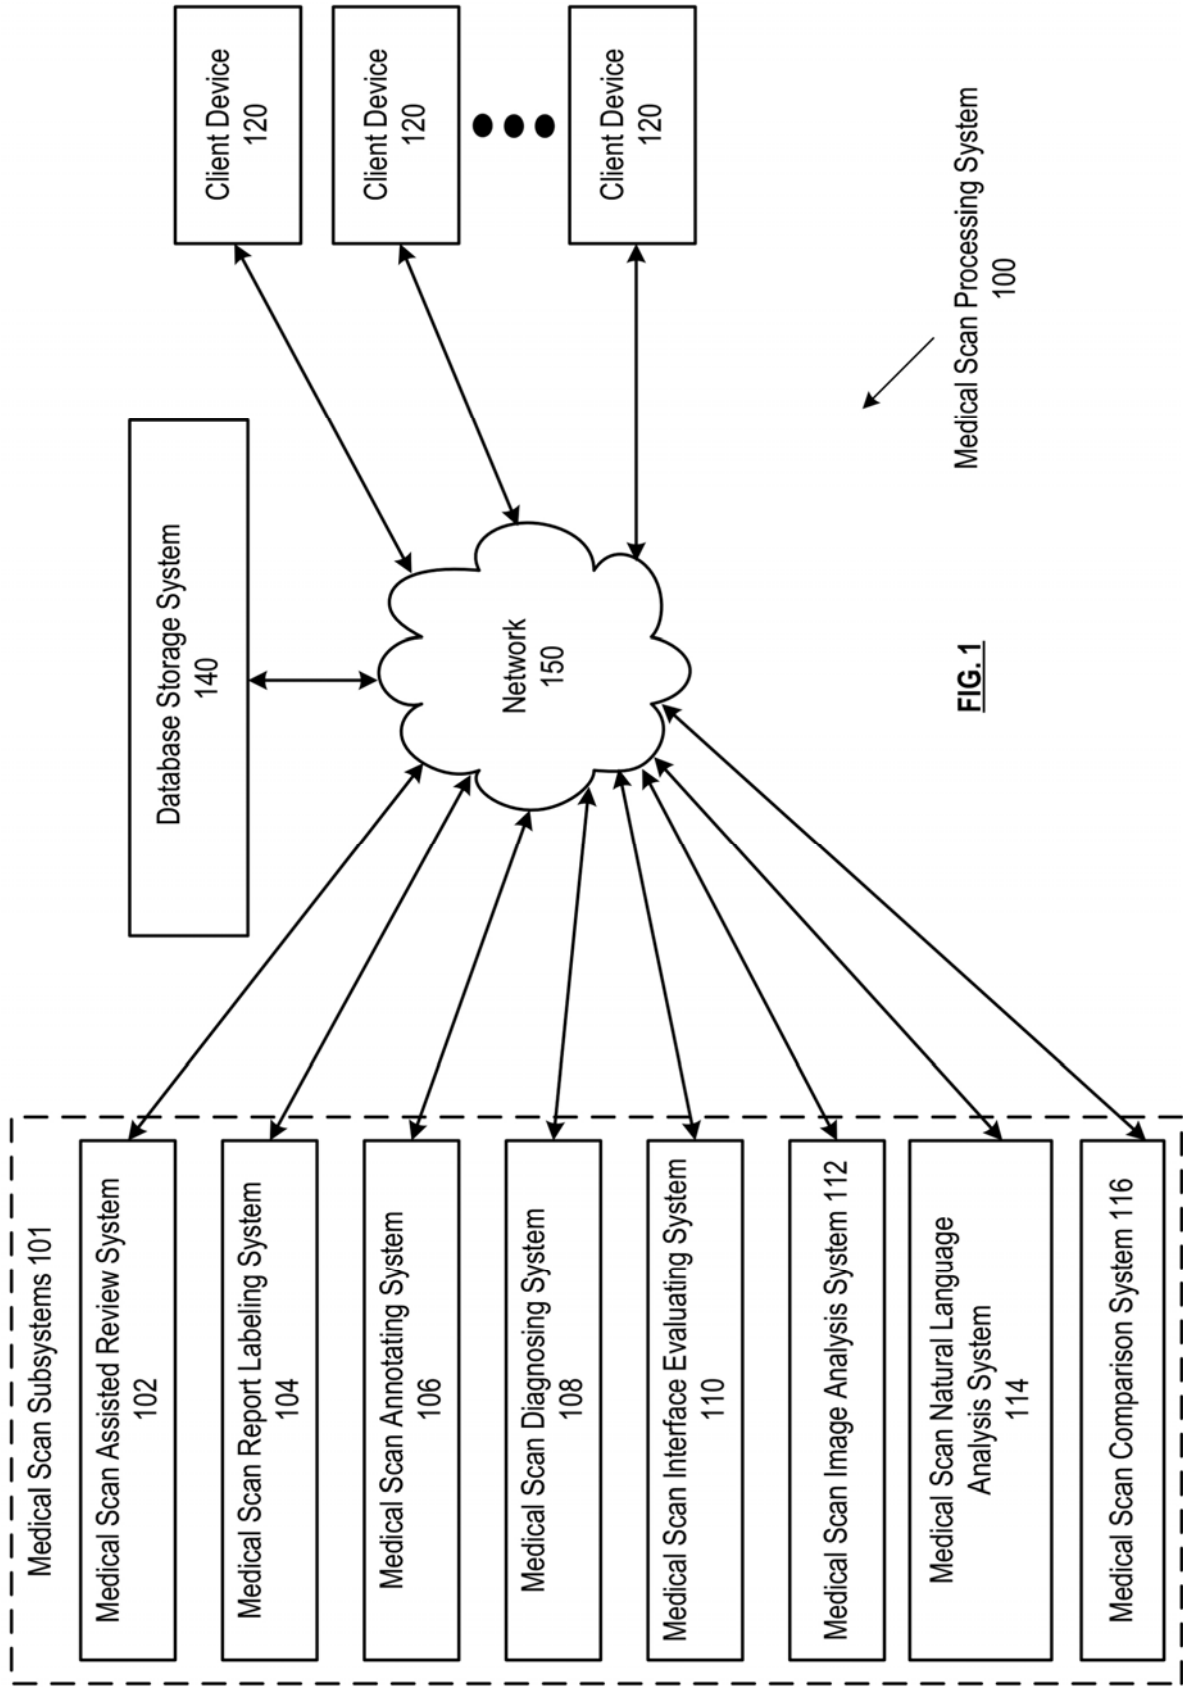 Medical Scan Subsystems 101
Medical Scan Assisted Review System
102
Medical Scan Report Labeling System
104
Medical Scan Annotating System
106
Medical Scan Diagnosing System
108
Medical Scan Interface Evaluating System
110
Medical Scan Image Analysis System 112
Medical Scan Natural Language
Analysis System
114
Medical Scan Comparison System 116
Database Storage System
140
Network
150
Client Device
120
Client Device
120
Client Device
120
Medical Scan Processing System
100
FIG. 1